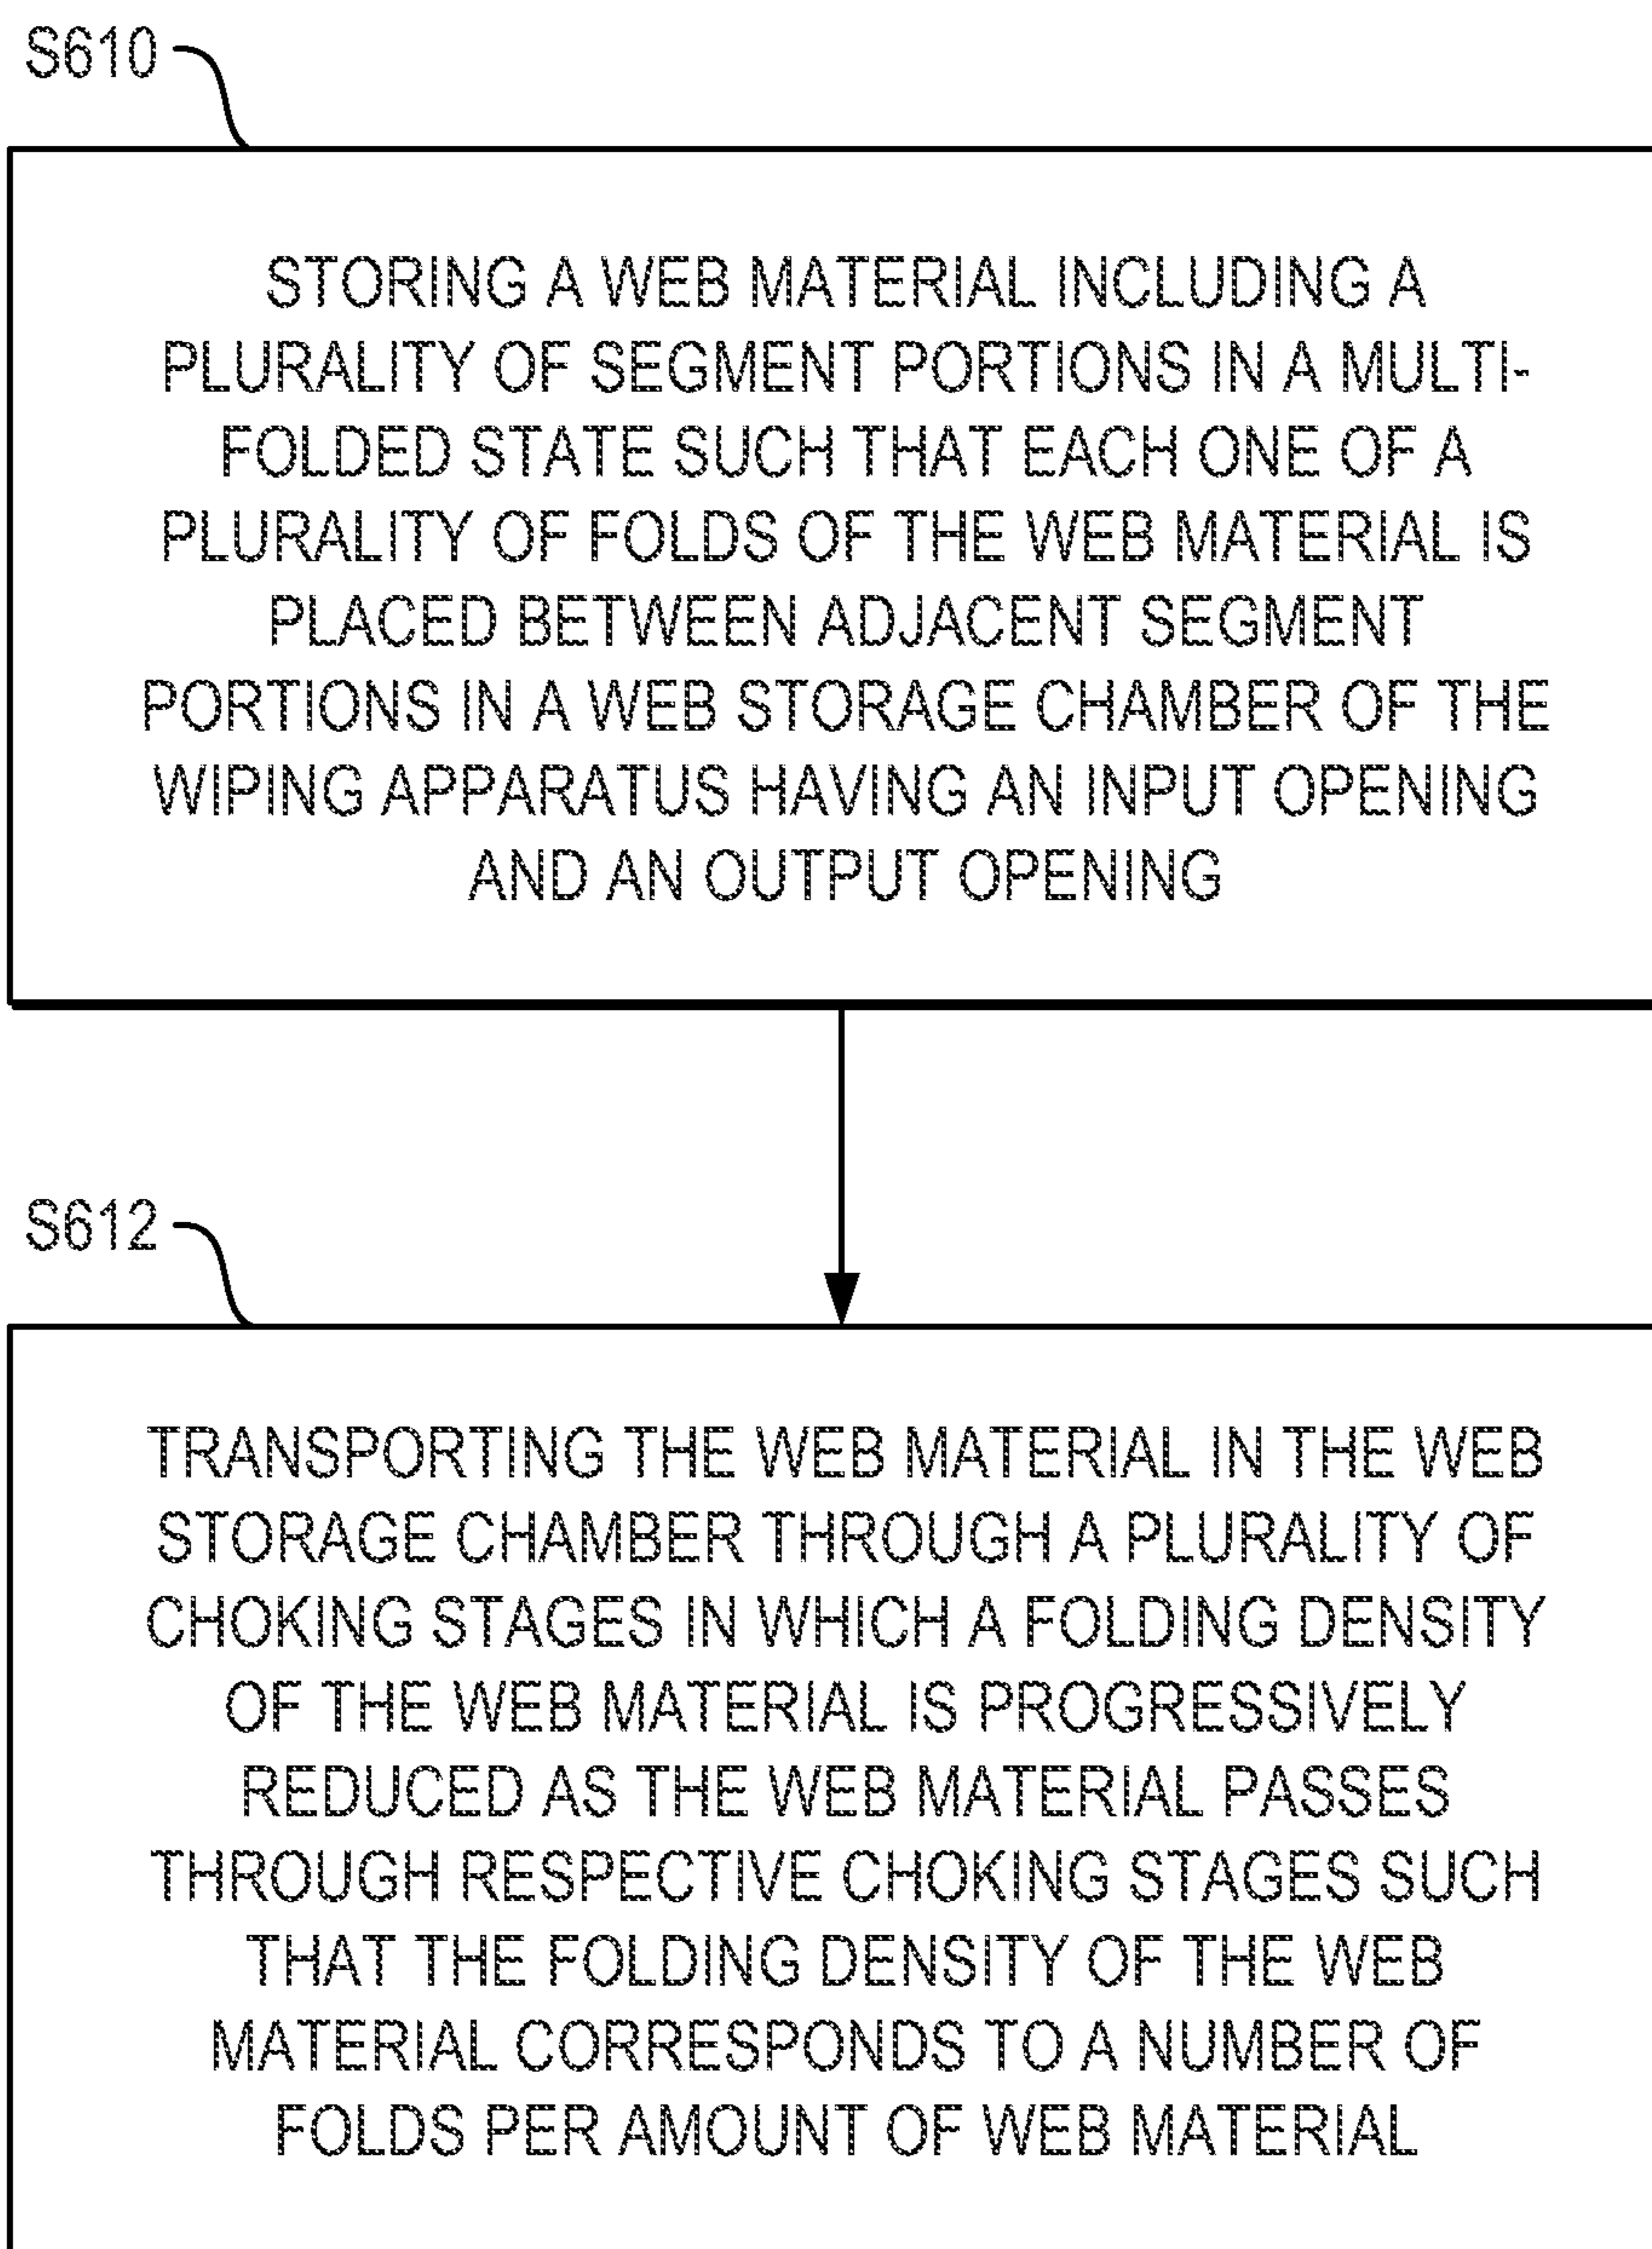 S610
STORING A WEB MATERIAL INCLUDING A
PLURALITY OF SEGMENT PORTIONS IN A MULTI-
FOLDED STATE SUCH THAT EACH ONE OF A
PLURALITY OF FOLDS OF THE WEB MATERIAL IS
PLACED BETWEEN ADJACENT SEGMENT
PORTIONS IN A WEB STORAGE CHAMBER OF THE
WIPING APPARATUS HAVING AN INPUT OPENING
AND AN OUTPUT OPENING
S612
TRANSPORTING THE WEB MATERIAL IN THE WEB
STORAGE CHAMBER THROUGH A PLURALITY OF
CHOKING STAGES IN WHICH A FOLDING DENSITY
OF THE WEB MATERIAL IS PROGRESSIVELY
REDUCED AS THE WEB MATERIAL PASSES
THROUGH RESPECTIVE CHOKING STAGES SUCH
THAT THE FOLDING DENSITY OF THE WEB
MATERIAL CORRESPONDS TO A NUMBER OF
FOLDS PER AMOUNT OF WEB MATERIAL